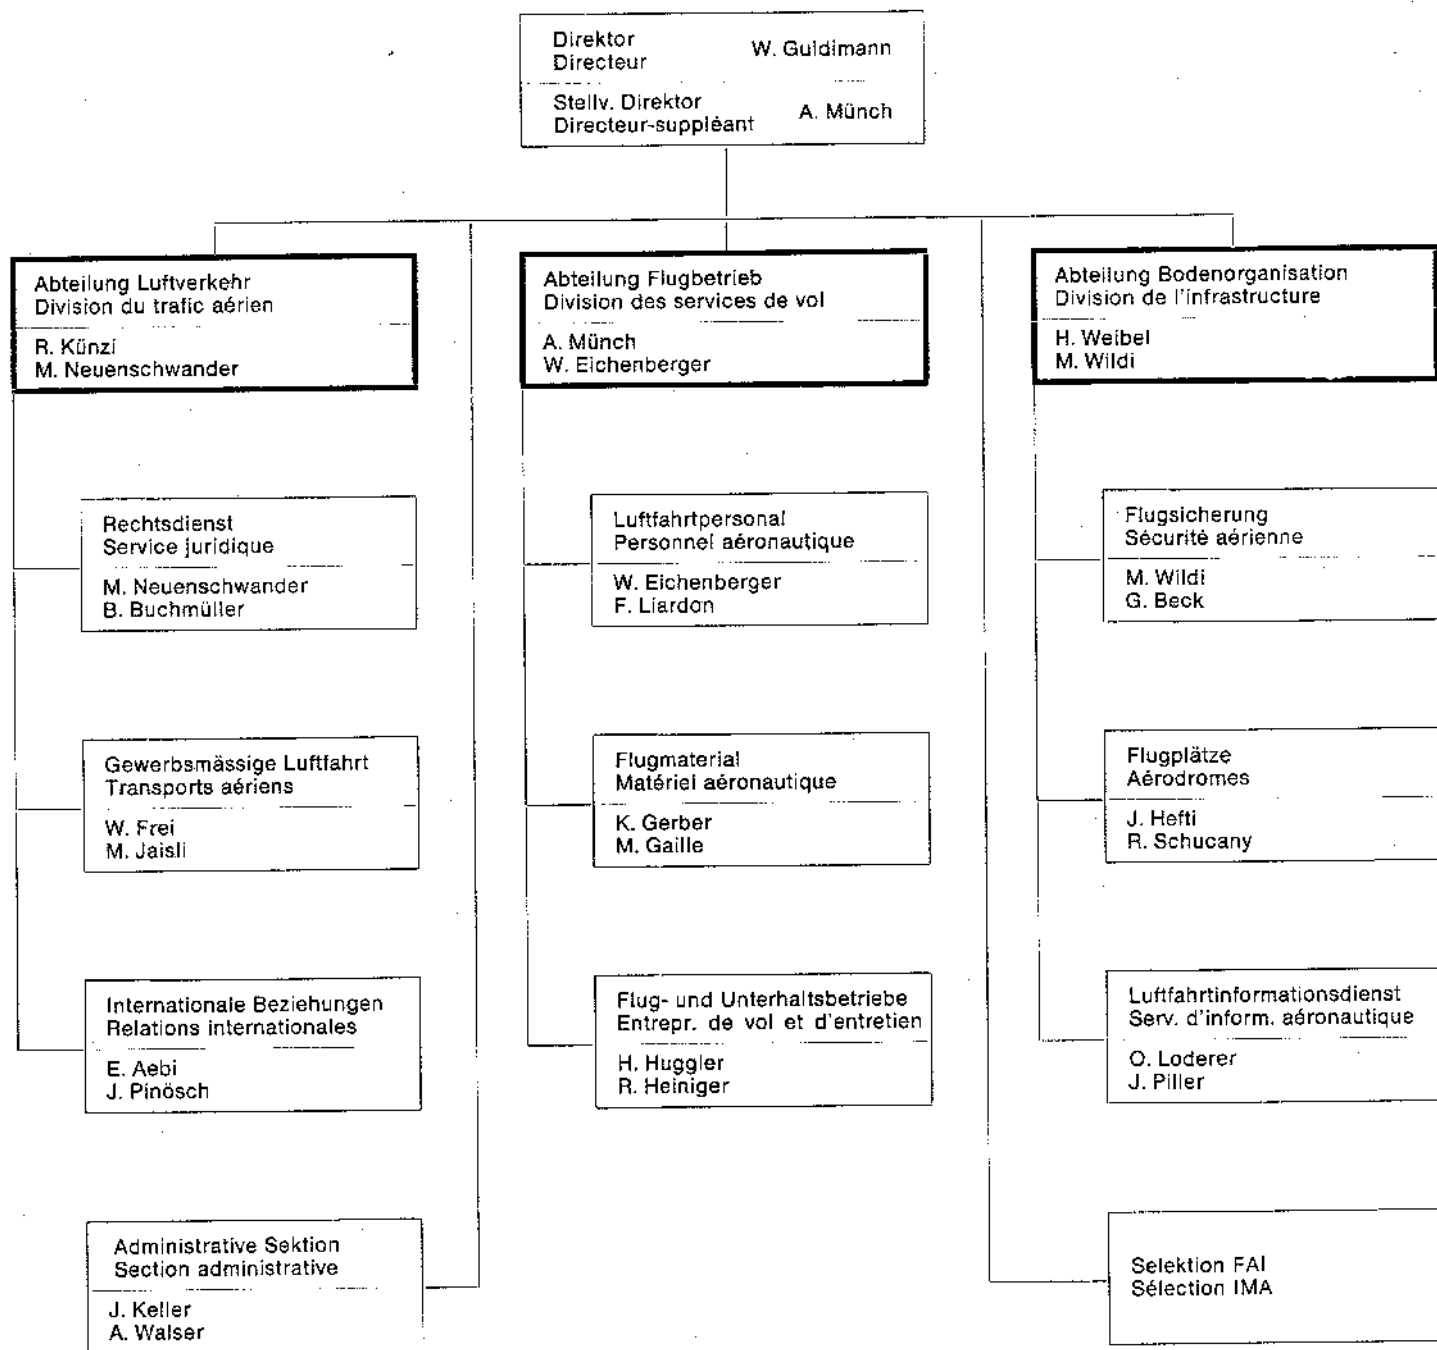 Direktor
Directeur
W. Guldimann
Stellv. Direktor
Directeur-suppléant
A. Münch
Abteilung Luftverkehr
Division du trafic aérien
R. Künzi
M. Neuenschwander
Abteilung Flugbetrieb
Division des services de vol
A. Münch
W. Eichenberger
Abteilung Bodenorganisation
Division de l'infrastructure
H. Weibel
M. Wildi
Rechtsdienst
Service juridique
M. Neuenschwander
B. Buchmüller
Luftfahrtpersonal
Personnel aéronautique
W. Eichenberger
F. Liardon
Flugsicherung
Sécurité aérienne
M. Wildi
G. Beck
Gewerbsmässige Luftfahrt
Transports aériens
W. Frei
M. Jaisli
Flugmaterial
Matériel aéronautique
K. Gerber
M. Gaille
Flugplätze
Aérodromes
J. Hefti
R. Schucany
Internationale Beziehungen
Relations internationales
E. Aebi
J. Pinösch
Flug- und Unterhaltsbetriebe
Entrepr. de vol et d'entretien
H. Huggler
R. Heiniger
Luftfahrtinformationsdienst
Serv. d'inform. aéronautique
O. Loderer
J. Piller
Administrative Sektion
Section administrative
J. Keller
A. Walser
Selektion FAI
Sélection IMA